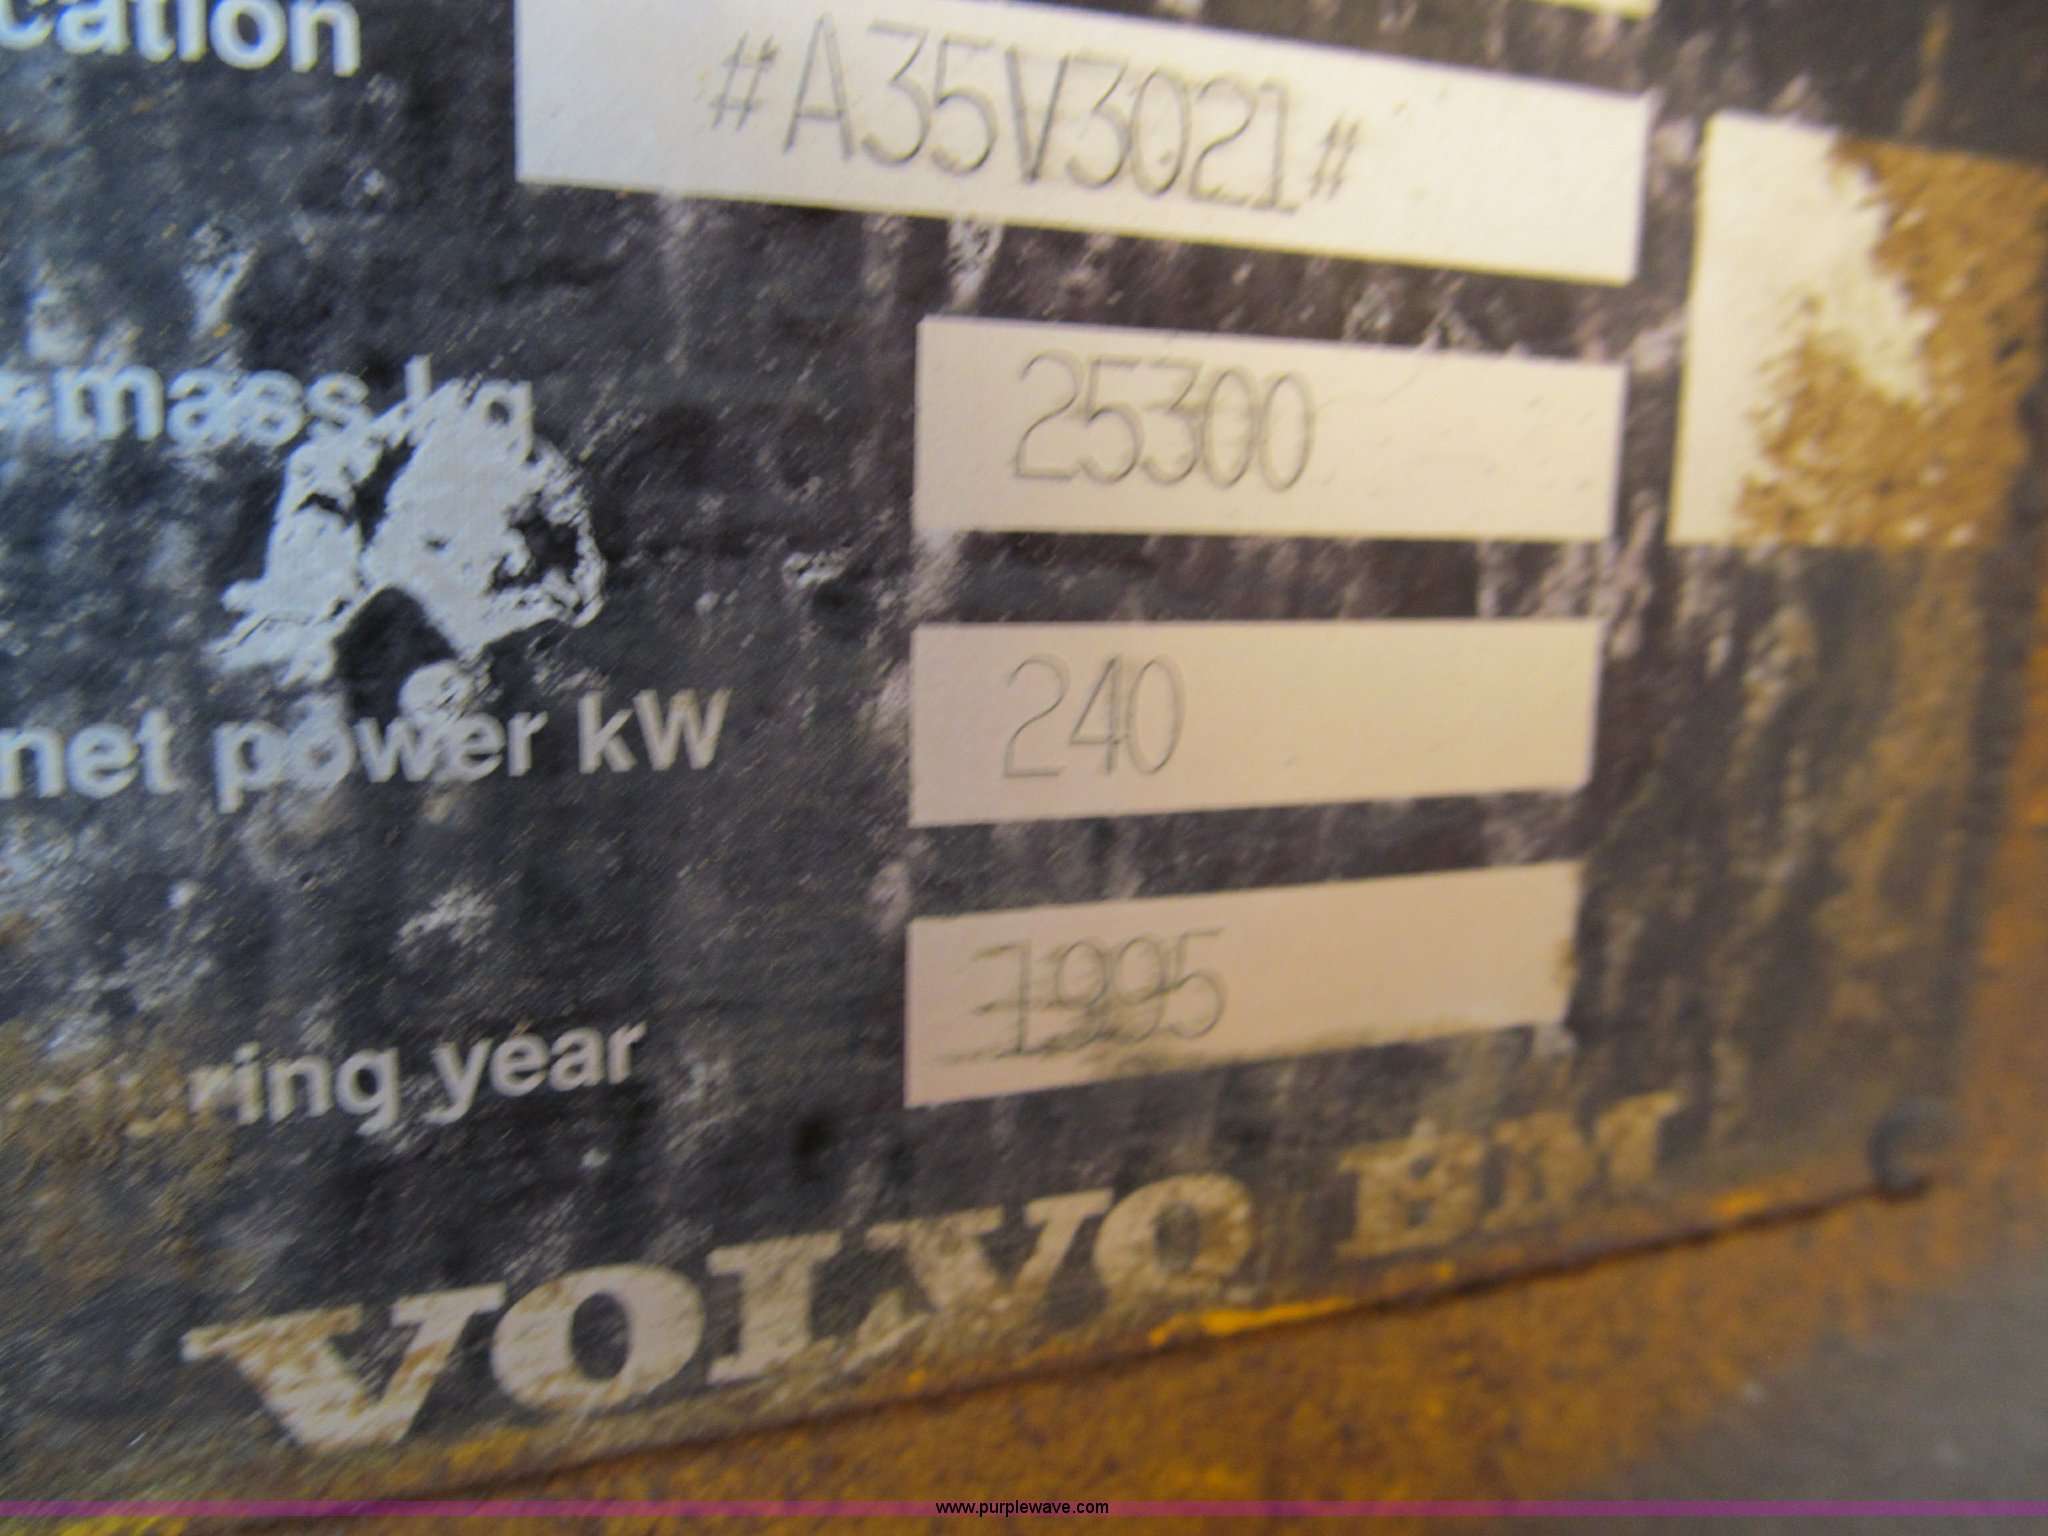 cation #A35V3021#
mass kg 25300
net power kW 240
ring year 1995
VOLVO BM
www.purplewave.com